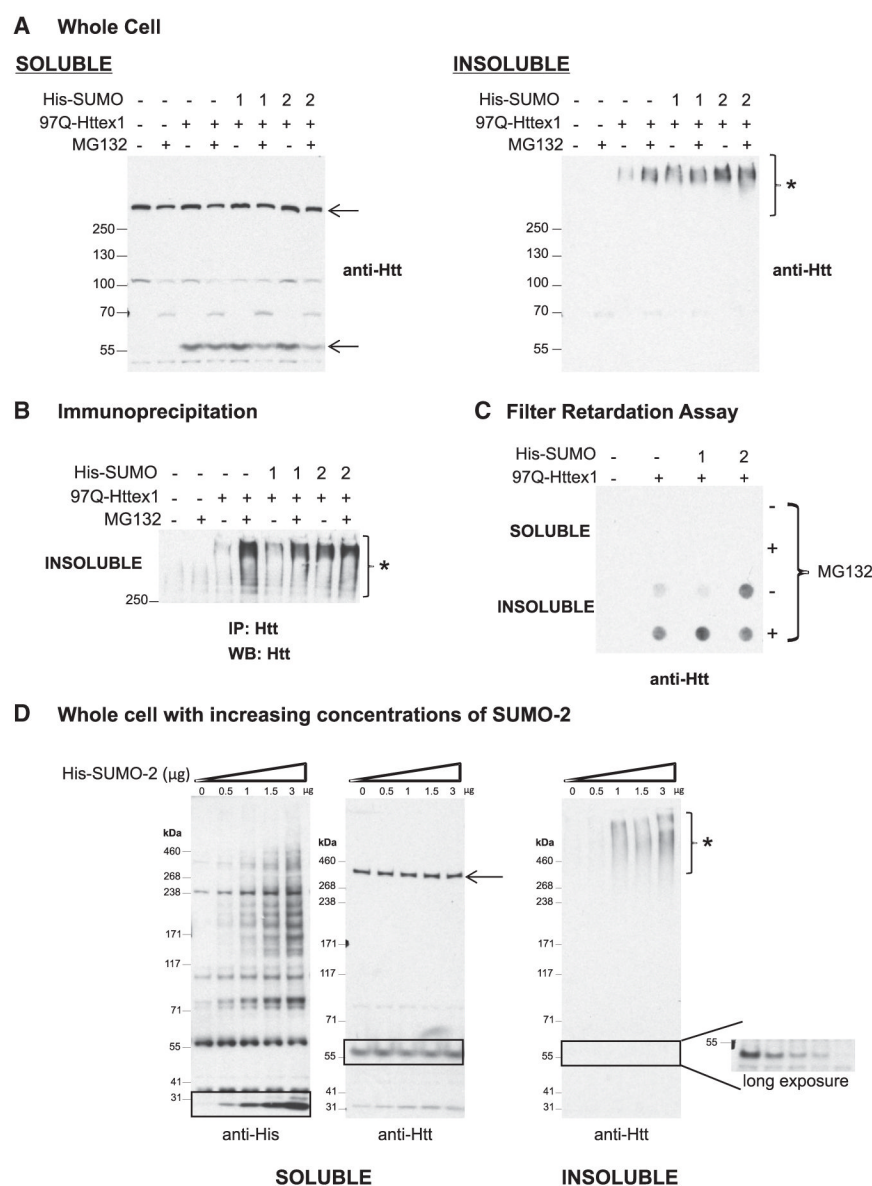 A Whole Cell
SOLUBLE
His-SUMO - - - - 1 1 2 2
97Q-Httex1 - - + + + + + +
MG132 - + - + - + - +
250
130
100
70
55
anti-Htt
INSOLUBLE
His-SUMO - - - - 1 1 2 2
97Q-Httex1 - - + + + + + +
MG132 - + - + - + - +
250
130
100
70
55
*
anti-Htt
B Immunoprecipitation
His-SUMO - - - - 1 1 2 2
97Q-Httex1 - - + + + + + +
MG132 - + - + - + - +
INSOLUBLE
*
250
IP: Htt
WB: Htt
C Filter Retardation Assay
His-SUMO - - 1 2
97Q-Httex1 - + + +
SOLUBLE
INSOLUBLE
-
+
-
+
MG132
anti-Htt
D Whole cell with increasing concentrations of SUMO-2
His-SUMO-2 (µg)
0 0.5 1 1.5 3 µg
kDa
460
268
238
171
117
71
55
41
31
anti-His
0 0.5 1 1.5 3 µg
kDa
460
268
238
171
117
71
55
41
31
anti-Htt
SOLUBLE
0 0.5 1 1.5 3 µg
kDa
460
268
238
171
117
71
55
41
31
*
55
long exposure
anti-Htt
INSOLUBLE